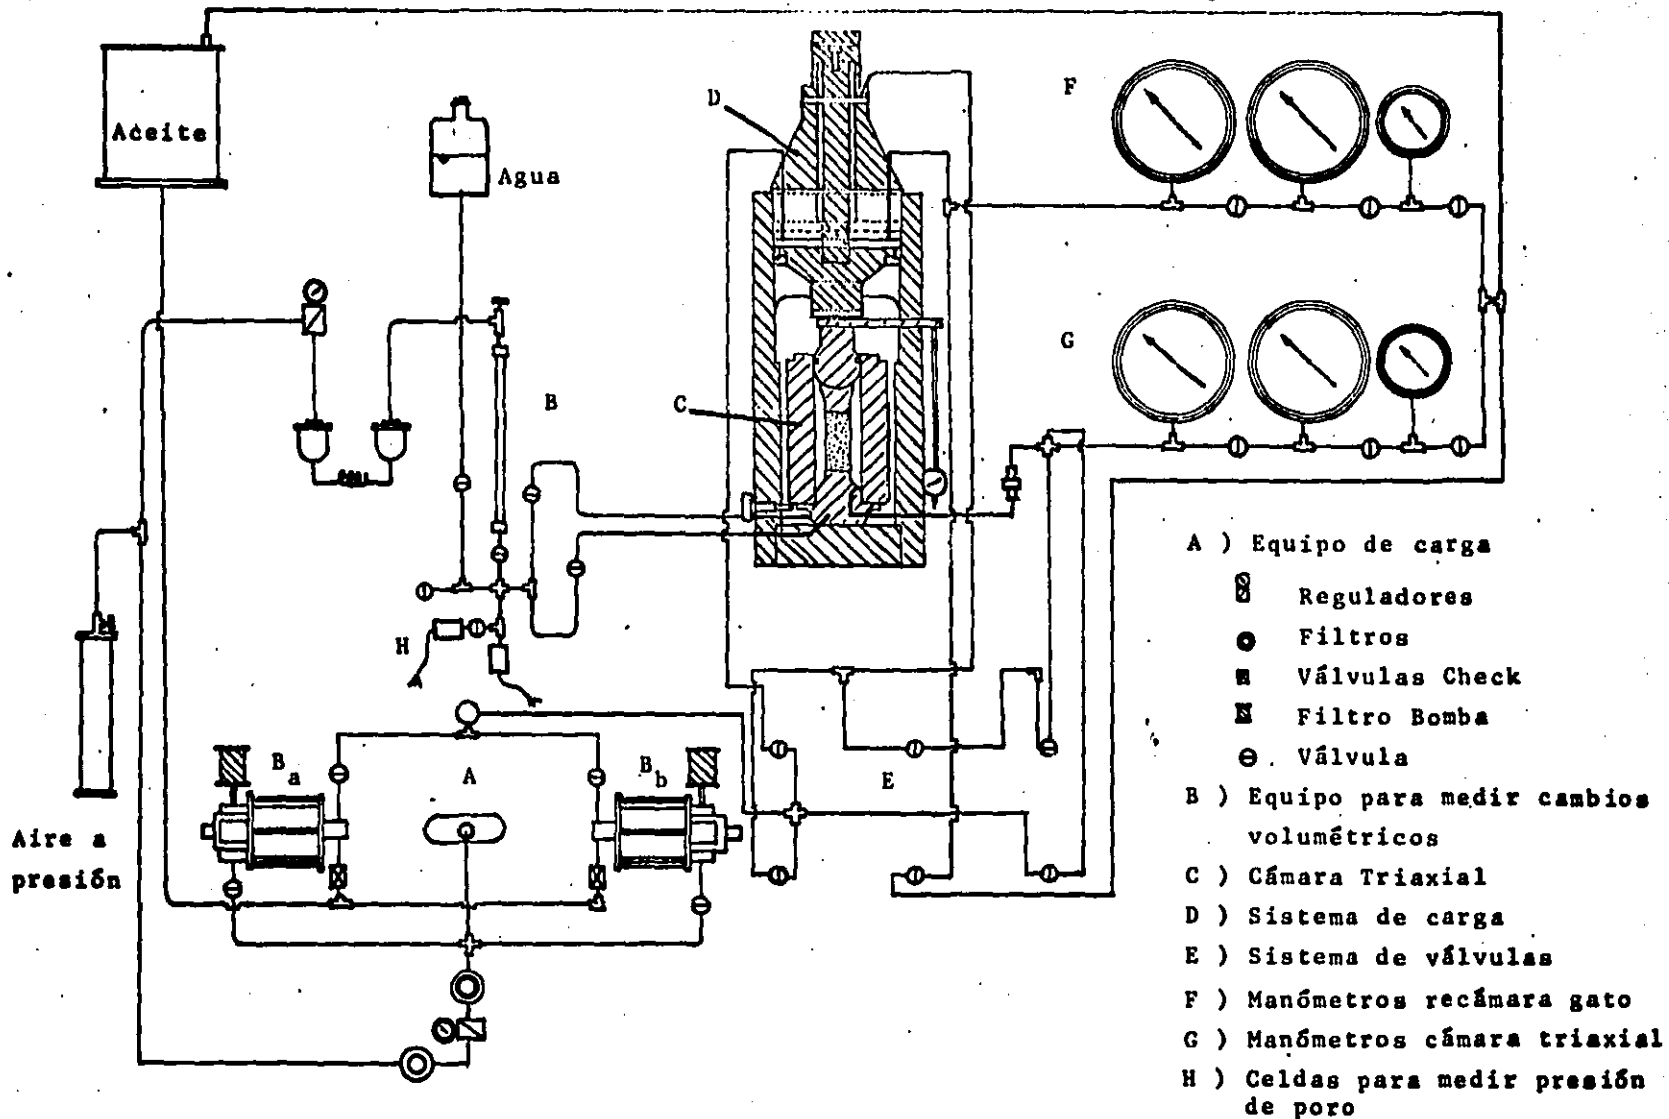 Aceite
Agua
D
F
G
B
C
H
E
A
B a
B b
Aire a
presión
A ) Equipo de carga
Reguladores
Filtros
Válvulas Check
Filtro Bomba
Válvula
B ) Equipo para medir cambios
volumétricos
C ) Cámara Triaxial
D ) Sistema de carga
E ) Sistema de válvulas
F ) Manómetros recámara gato
G ) Manómetros cámara triaxial
H ) Celdas para medir presión
de poro